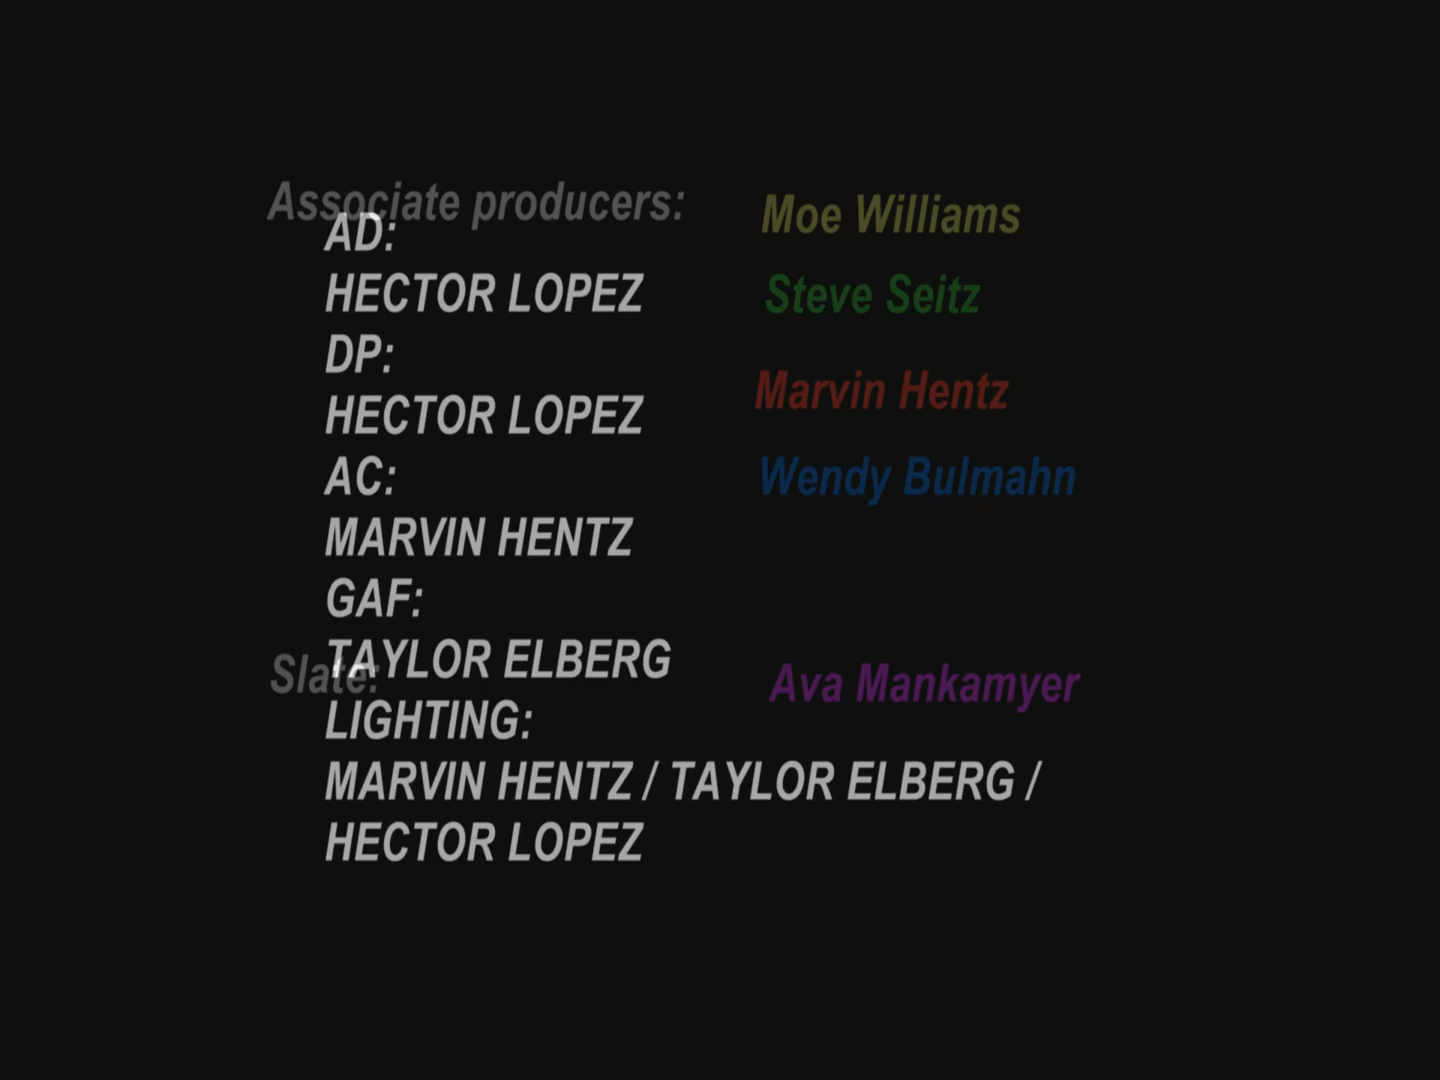 Associate producers:
Moe Williams
Steve Seitz
Marvin Hentz
Wendy Bulmahn
Slate:
Ava Mankamyer
AD:
HECTOR LOPEZ
DP:
HECTOR LOPEZ
AC:
MARVIN HENTZ
GAF:
TAYLOR ELBERG
LIGHTING:
MARVIN HENTZ / TAYLOR ELBERG /
HECTOR LOPEZ